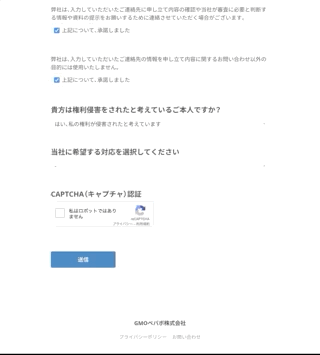 弊社は、入力していただいたご連絡先に申し立て内容の確認や当社が審査に必要と判断す
る情報や資料の提示をお願いするために連絡させていただく場合がございます。
上記について、承諾しました
弊社は、入力していただいたご連絡先の情報を申し立て内容に関するお問い合わせ以外の
目的には使用いたしません。
上記について、承諾しました
貴方は権利侵害をされたと考えているご本人ですか？
はい、私の権利が侵害されたと考えています
当社に希望する対応を選択してください
-
CAPTCHA（キャプチャ）認証
私はロボットではあり
ません
reCAPTCHA
プライバシー - 利用規約
送信
GMOペパボ株式会社
プライバシーポリシー お問い合わせ